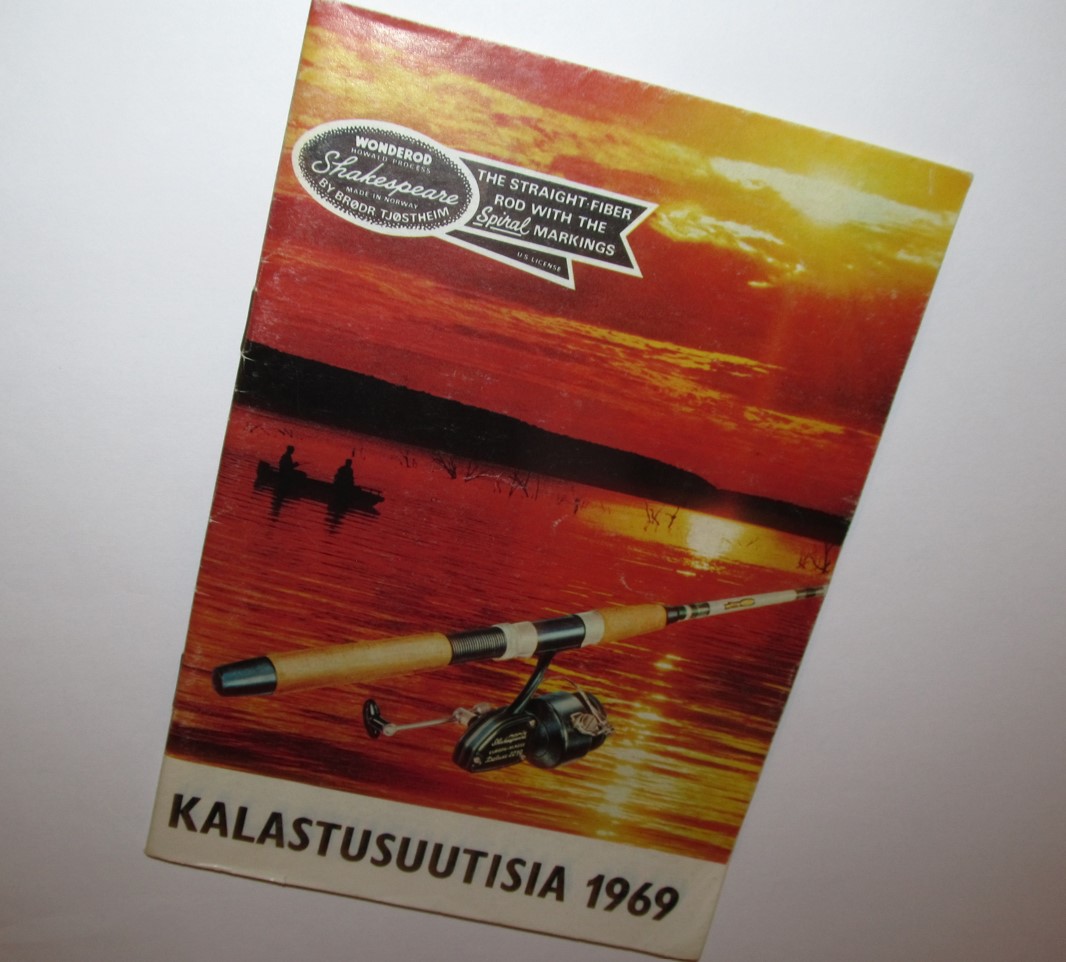 WONDEROD
HOWALD PROCESS
Shakespeare
MADE IN NORWAY
BY BRØDR TJØSTHEIM
THE STRAIGHT-FIBER
ROD WITH THE
Spiral MARKINGS
U.S. LICENSE
Shakespeare
KALASTUSUUTISIA 1969